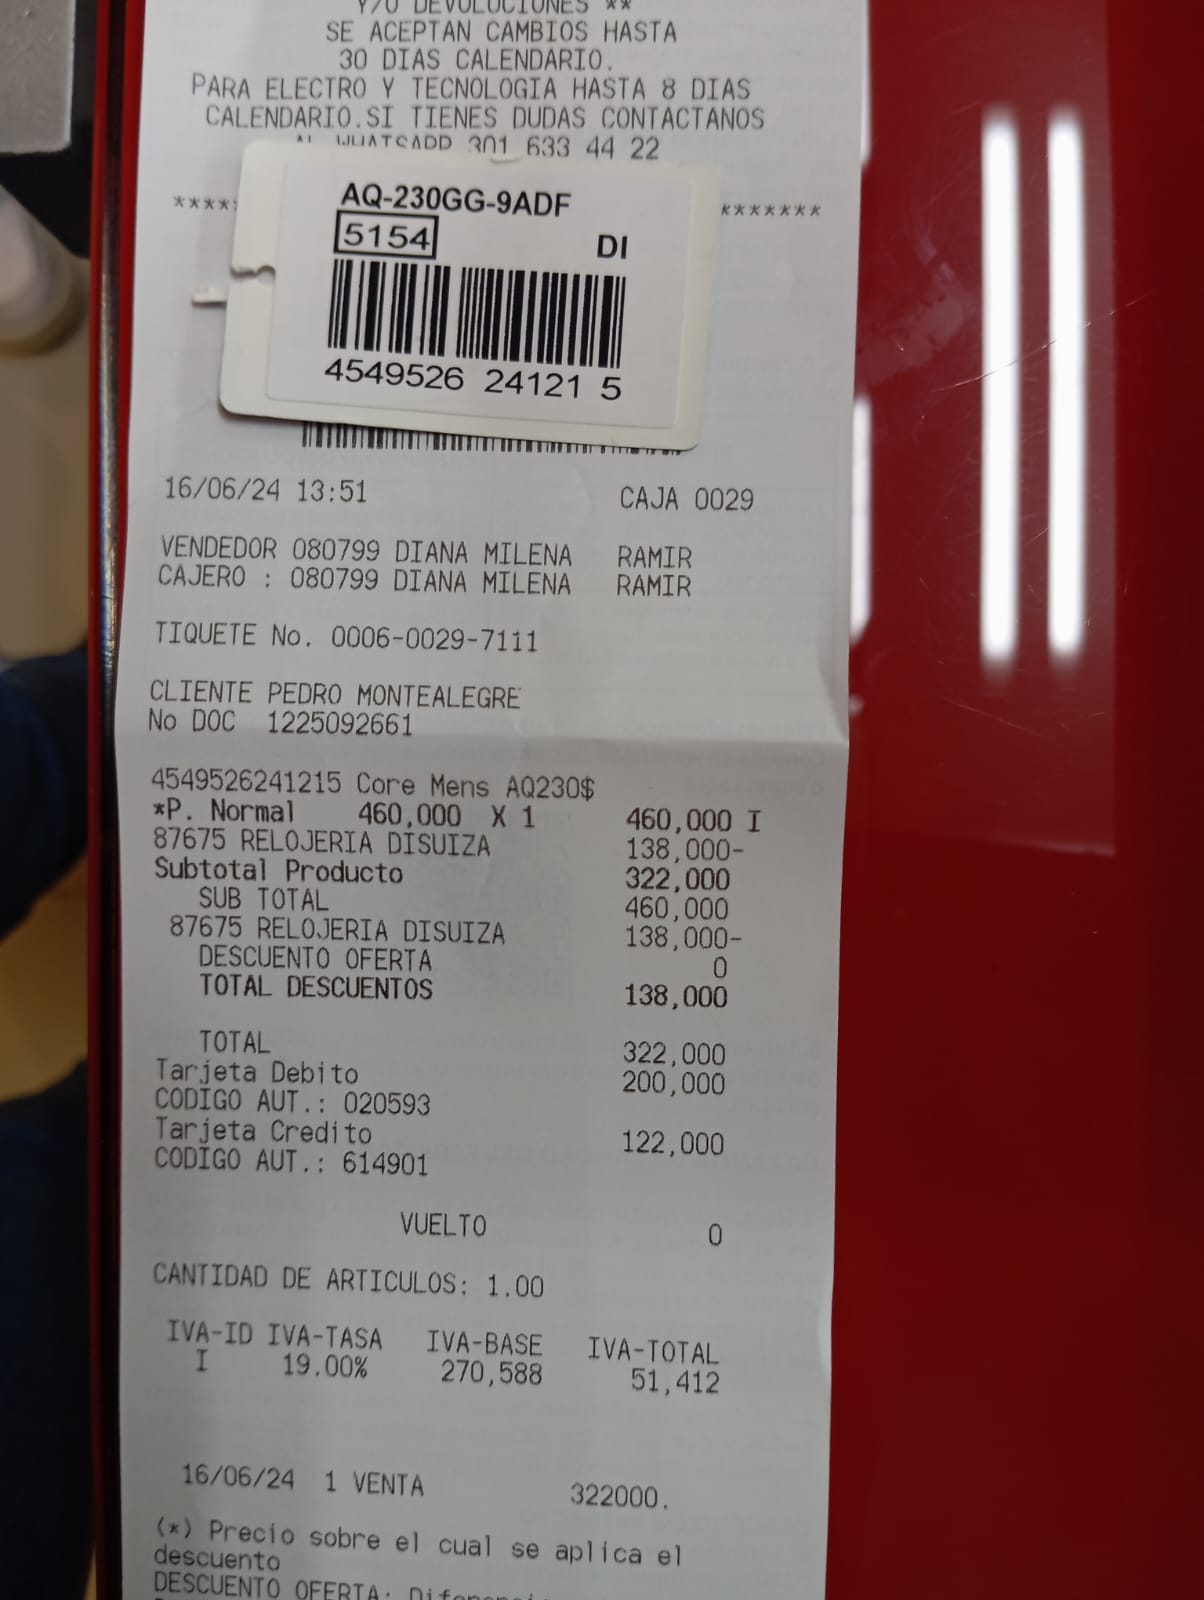 Y/O DEVOLUCIONES **
SE ACEPTAN CAMBIOS HASTA
30 DIAS CALENDARIO.
PARA ELECTRO Y TECNOLOGIA HASTA 8 DIAS
CALENDARIO.SI TIENES DUDAS CONTACTANOS
AL WHATSAPP 301 633 44 22
**** *******
AQ-230GG-9ADF
5154 DI
4549526 24121 5
16/06/24 13:51 CAJA 0029
VENDEDOR 080799 DIANA MILENA RAMIR
CAJERO : 080799 DIANA MILENA RAMIR
TIQUETE No. 0006-0029-7111
CLIENTE PEDRO MONTEALEGRE
No DOC 1225092661
4549526241215 Core Mens AQ230$
*P. Normal 460,000 X 1 460,000 I
87675 RELOJERIA DISUIZA 138,000-
Subtotal Producto 322,000
SUB TOTAL 460,000
87675 RELOJERIA DISUIZA 138,000-
DESCUENTO OFERTA 0
TOTAL DESCUENTOS 138,000
TOTAL 322,000
Tarjeta Debito 200,000
CODIGO AUT.: 020593
Tarjeta Credito 122,000
CODIGO AUT.: 614901
VUELTO 0
CANTIDAD DE ARTICULOS: 1.00
IVA-ID IVA-TASA IVA-BASE IVA-TOTAL
I 19.00% 270,588 51,412
16/06/24 1 VENTA 322000.
(*) Precio sobre el cual se aplica el
descuento
DESCUENTO OFERTA: